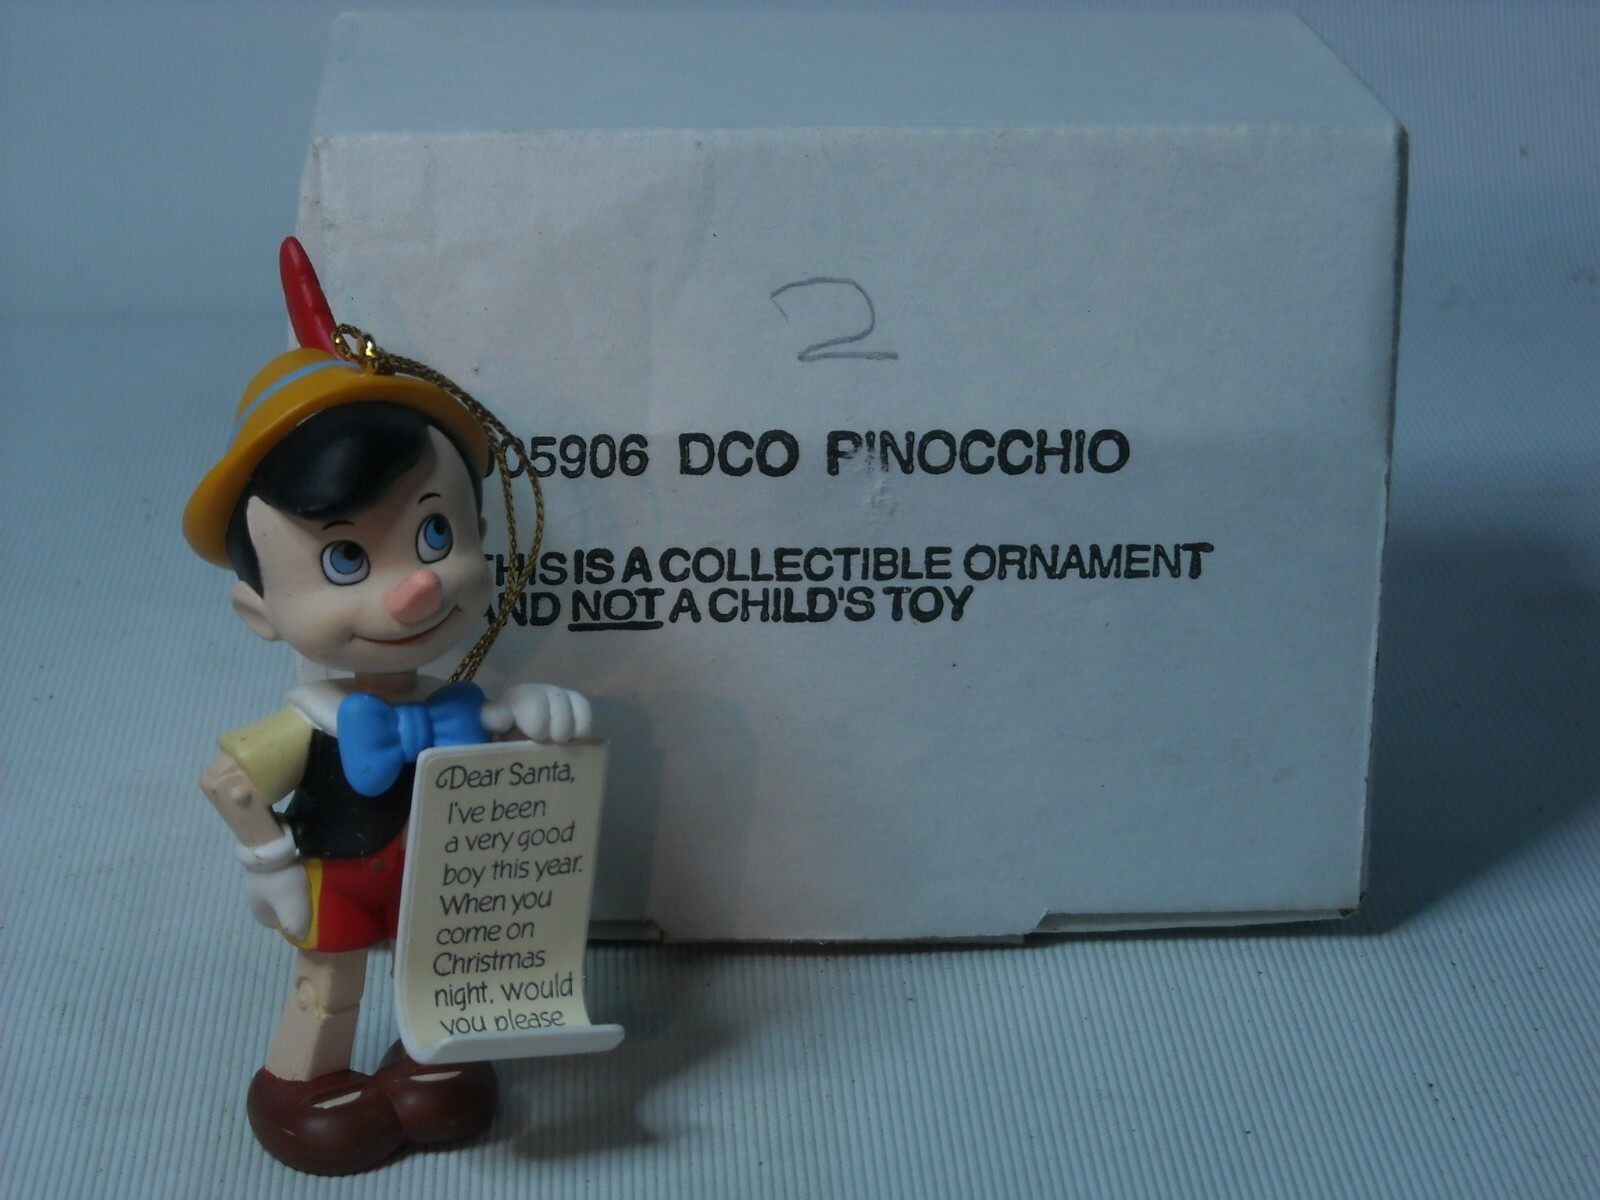 2
05906 DCO PINOCCHIO
THIS IS A COLLECTIBLE ORNAMENT
AND NOT A CHILD'S TOY
Dear Santa,
I've been
a very good
boy this year.
When you
come on
Christmas
night, would
you please